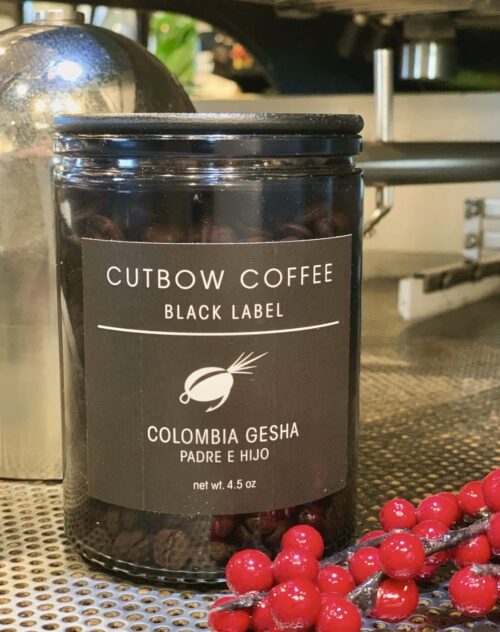 CUTBOW COFFEE
BLACK LABEL
COLOMBIA GESHA
PADRE E HIJO
net wt. 4.5 oz